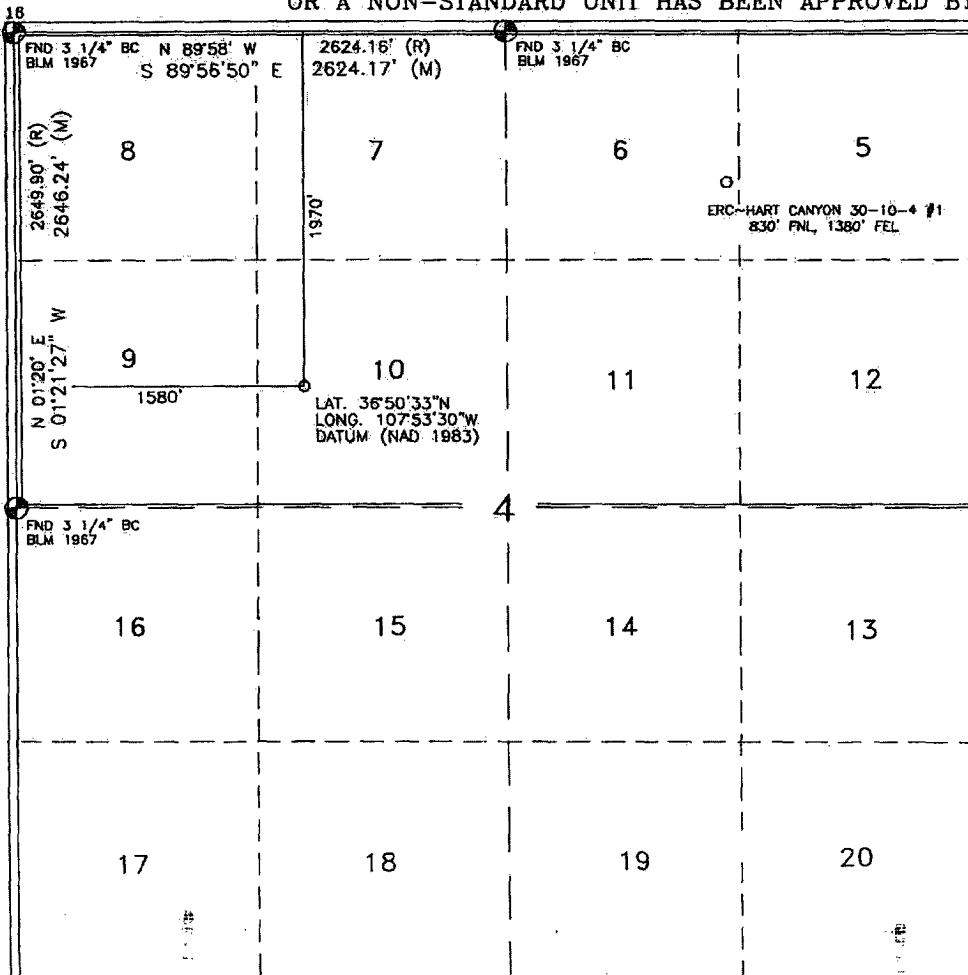 OR A NON-STANDARD UNIT HAS BEEN APPROVED BY
16
FND 3 1/4" BC
BLM 1967
N 89°58' W
S 89°56'50" E
2624.16' (R)
2624.17' (M)
FND 3 1/4" BC
BLM 1967
2649.90' (R)
2646.24' (M)
8
7
6
5
1970'
ERC-HART CANYON 30-10-4 #1
830' FNL, 1380' FEL
N 01°20' E
S 01°21'27" W
9
10
11
12
1580'
LAT. 36°50'33"N
LONG. 107°53'30"W
DATUM (NAD 1983)
4
FND 3 1/4" BC
BLM 1967
16
15
14
13
17
18
19
20